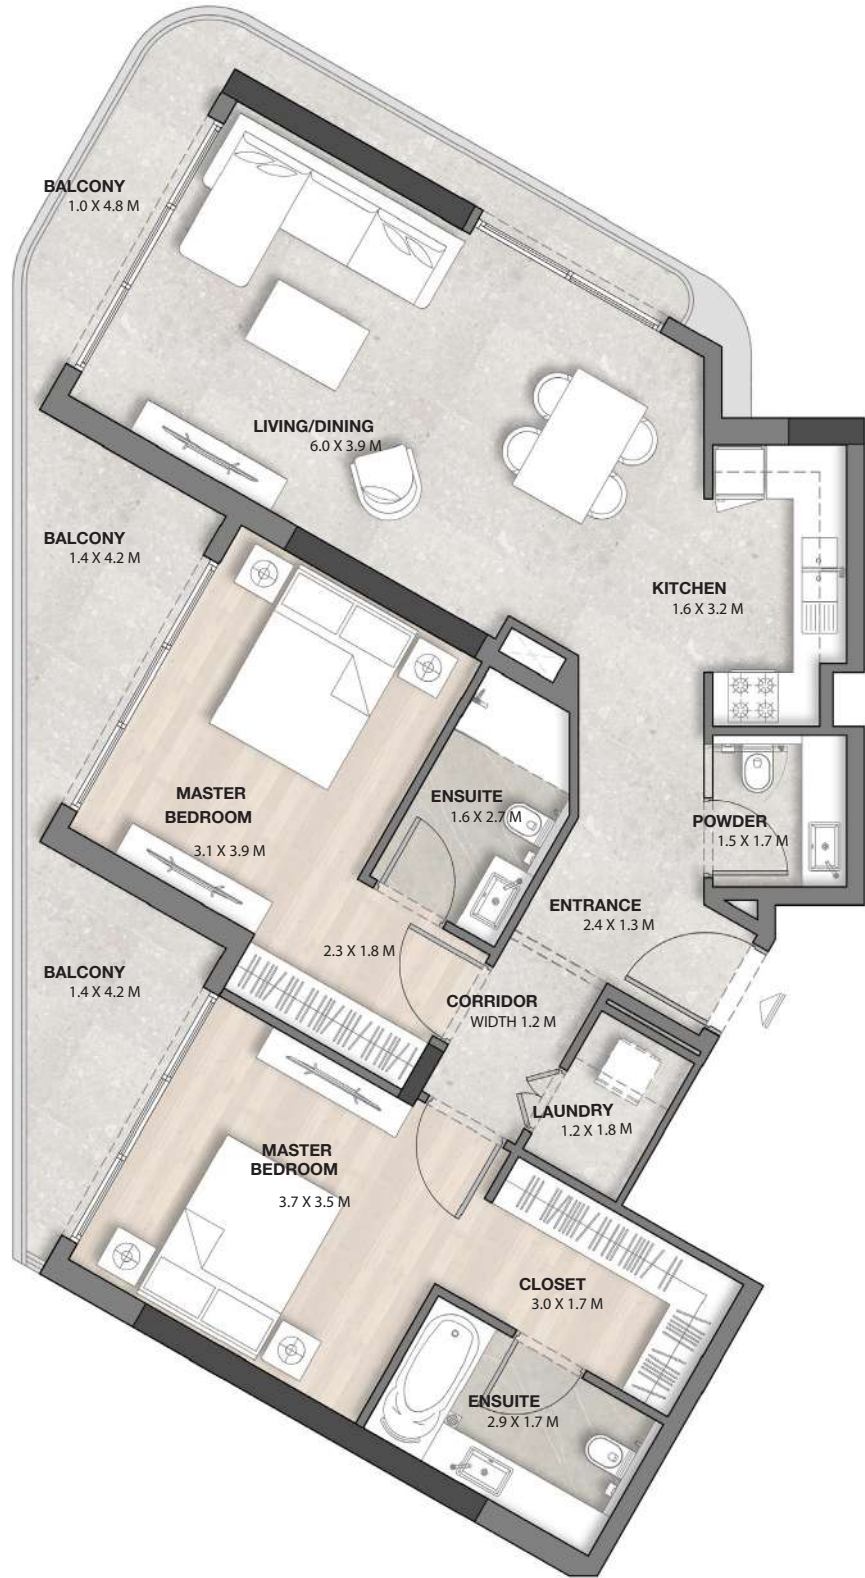 BALCONY
1.0 X 4.8 M
LIVING/DINING
6.0 X 3.9 M
BALCONY
1.4 X 4.2 M
KITCHEN
1.6 X 3.2 M
MASTER
BEDROOM
3.1 X 3.9 M
ENSUITE
1.6 X 2.7 M
POWDER
1.5 X 1.7 M
ENTRANCE
2.4 X 1.3 M
2.3 X 1.8 M
BALCONY
1.4 X 4.2 M
CORRIDOR
WIDTH 1.2 M
LAUNDRY
1.2 X 1.8 M
MASTER
BEDROOM
3.7 X 3.5 M
CLOSET
3.0 X 1.7 M
ENSUITE
2.9 X 1.7 M